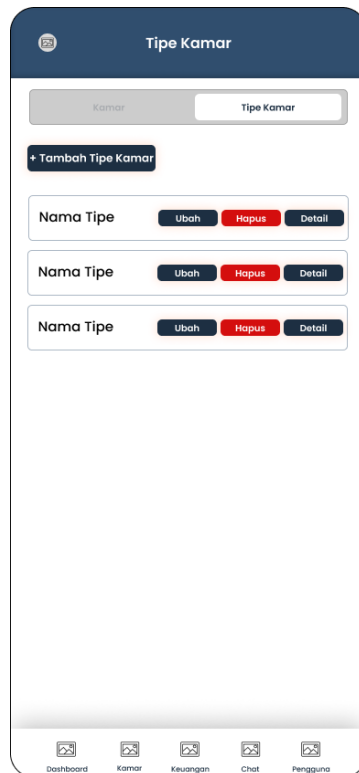 Tipe Kamar
Kamar Tipe Kamar
+ Tambah Tipe Kamar
Nama Tipe Ubah Hapus Detail
Nama Tipe Ubah Hapus Detail
Nama Tipe Ubah Hapus Detail
Dashboard Kamar Keuangan Chat Pengguna